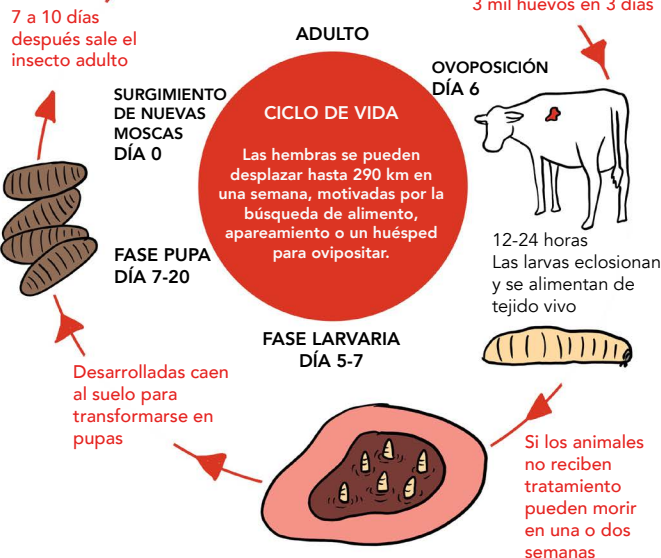 7 a 10 días
después sale el
insecto adulto
ADULTO
3 mil huevos en 3 días
OVOPOSICIÓN
DÍA 6
SURGIMIENTO
DE NUEVAS
MOSCAS
DÍA 0
CICLO DE VIDA
Las hembras se pueden
desplazar hasta 290 km en
una semana, motivadas por la
búsqueda de alimento,
apareamiento o un huésped
para ovipositar.
12-24 horas
Las larvas eclosionan
y se alimentan de
tejido vivo
FASE PUPA
DÍA 7-20
FASE LARVARIA
DÍA 5-7
Desarrolladas caen
al suelo para
transformarse en
pupas
Si los animales
no reciben
tratamiento
pueden morir
en una o dos
semanas